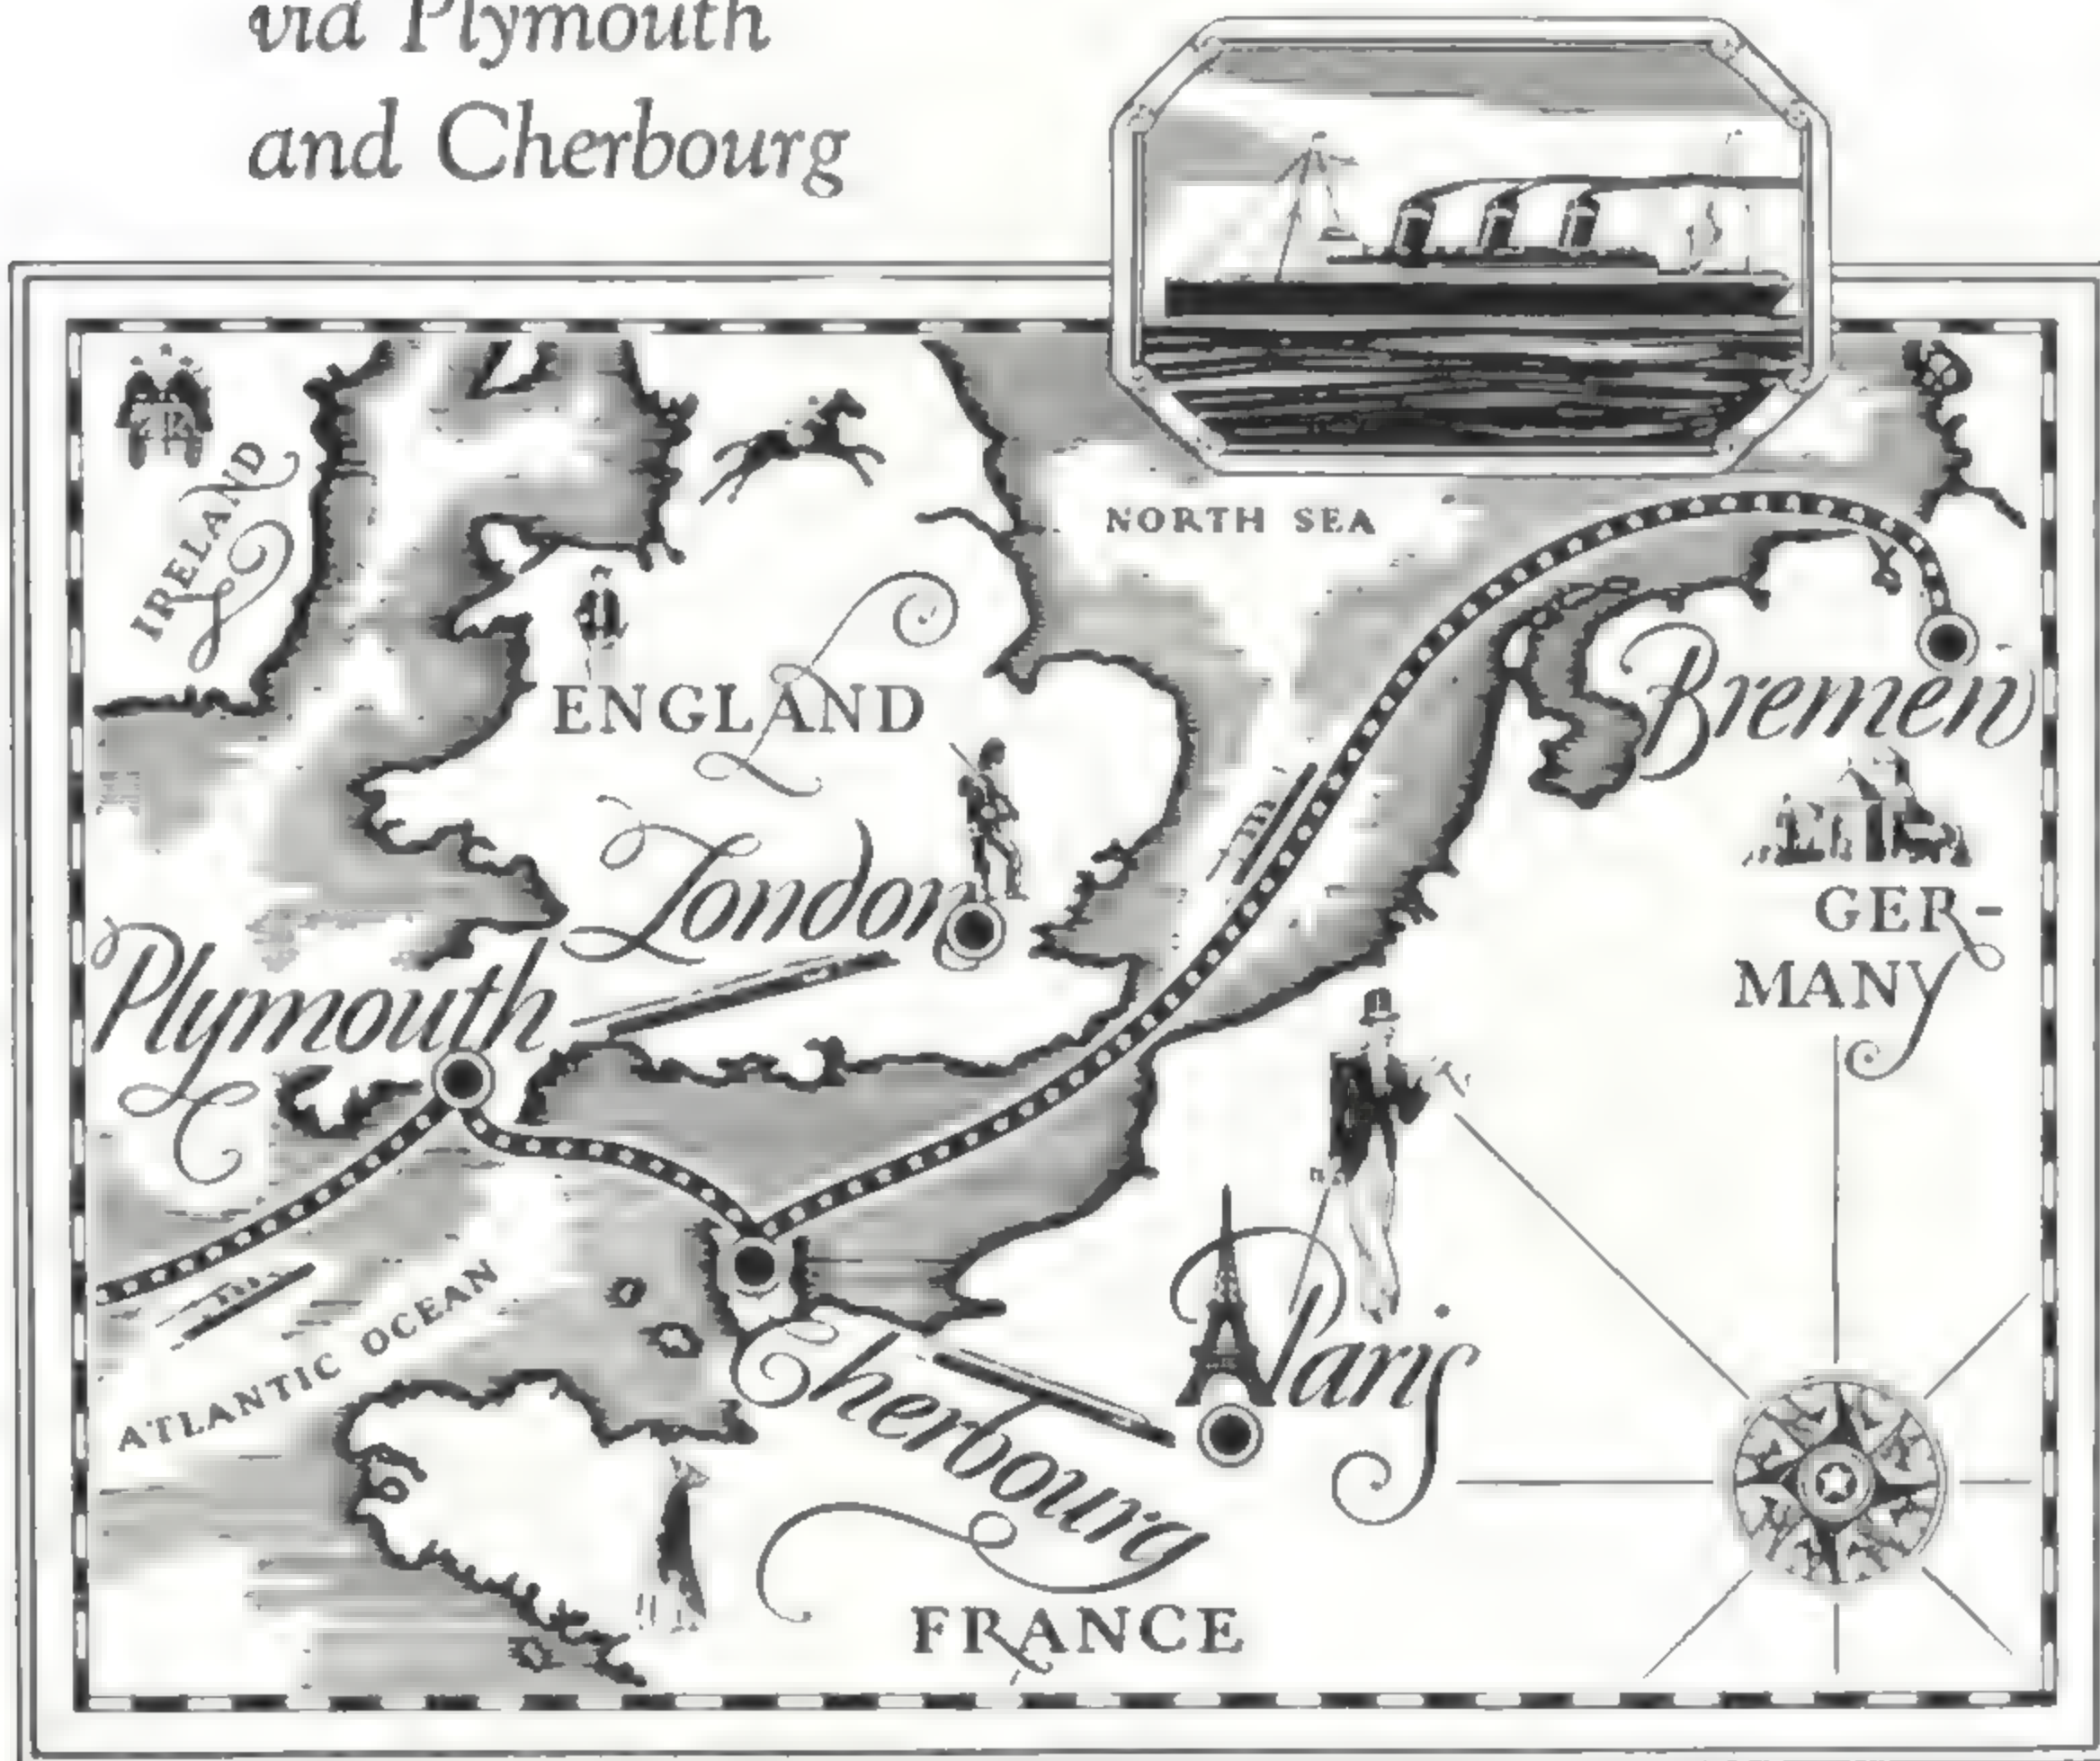 via Plymouth
and Cherbourg
IRELAND
NORTH SEA
ENGLAND
Bremen
London
GER-
MANY
Plymouth
ATLANTIC OCEAN
Paris
Cherbourg
FRANCE